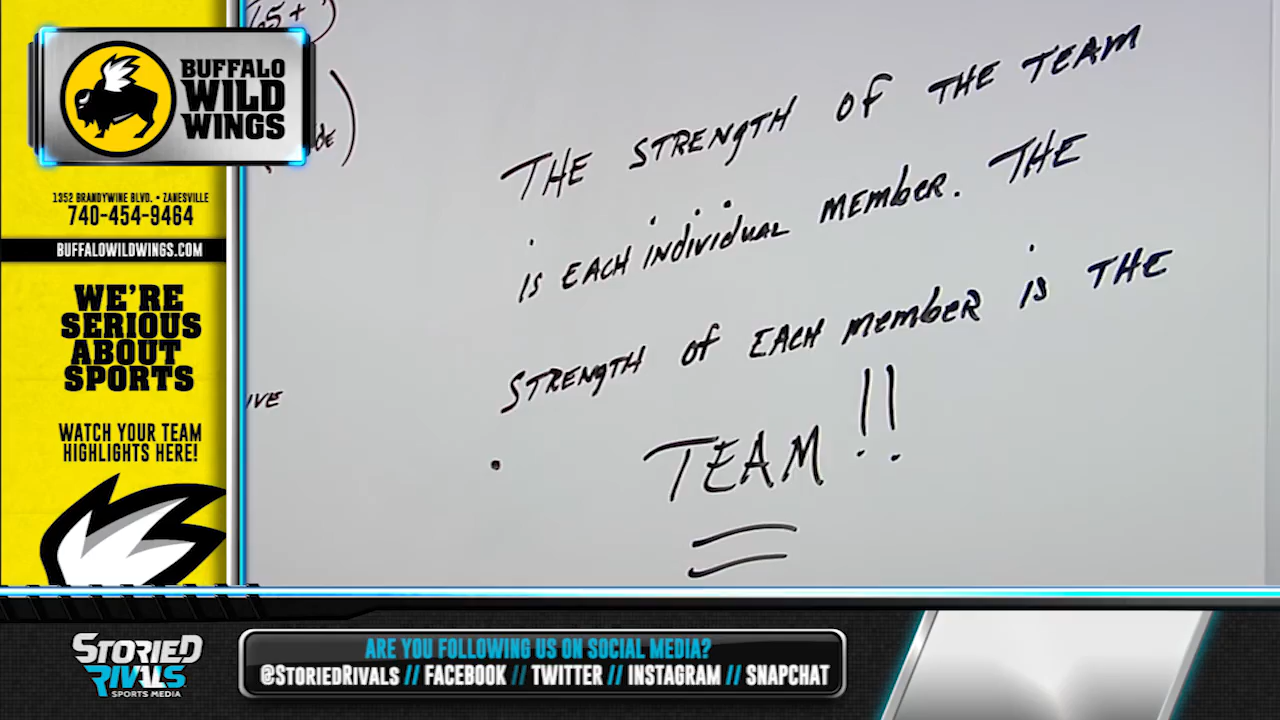 65+
BUFFALO
WILD
WINGS
1352 BRANDYWINE BLVD. • ZANESVILLE
740-454-9464
BUFFALOWILDWINGS.COM
WE'RE
SERIOUS
ABOUT
SPORTS
WATCH YOUR TEAM
HIGHLIGHTS HERE!
THE STRENGTH OF THE TEAM
is EACH individual member. THE
STRENGTH of EACH member is THE
TEAM!!
STORIED
RIVALS
SPORTS MEDIA
ARE YOU FOLLOWING US ON SOCIAL MEDIA?
@STORIEDRIVALS // FACEBOOK // TWITTER // INSTAGRAM // SNAPCHAT